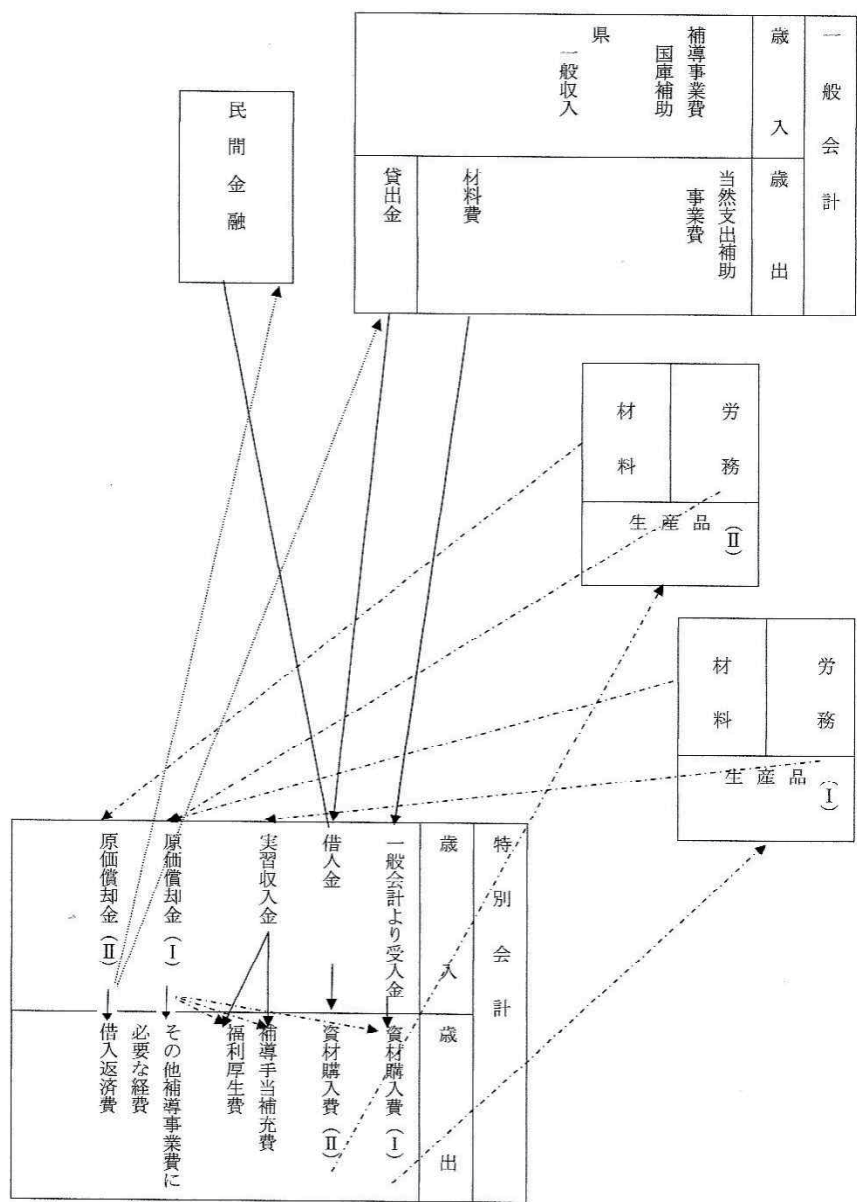 一般会計
歳入
補導事業費
国庫補助
県
一般収入
歳出
当然支出補助
事業費
材料費
貸出金
民間金融
労務
材料
生産品(Ⅱ)
労務
材料
生産品(Ⅰ)
特別会計
歳入
一般会計より受入金
借入金
実習収入金
原価償却金(Ⅰ)
原価償却金(Ⅱ)
歳出
資材購入費(Ⅰ)
資材購入費(Ⅱ)
補導手当補充費
福利厚生費
その他補導事業費に
必要な経費
借入返済費